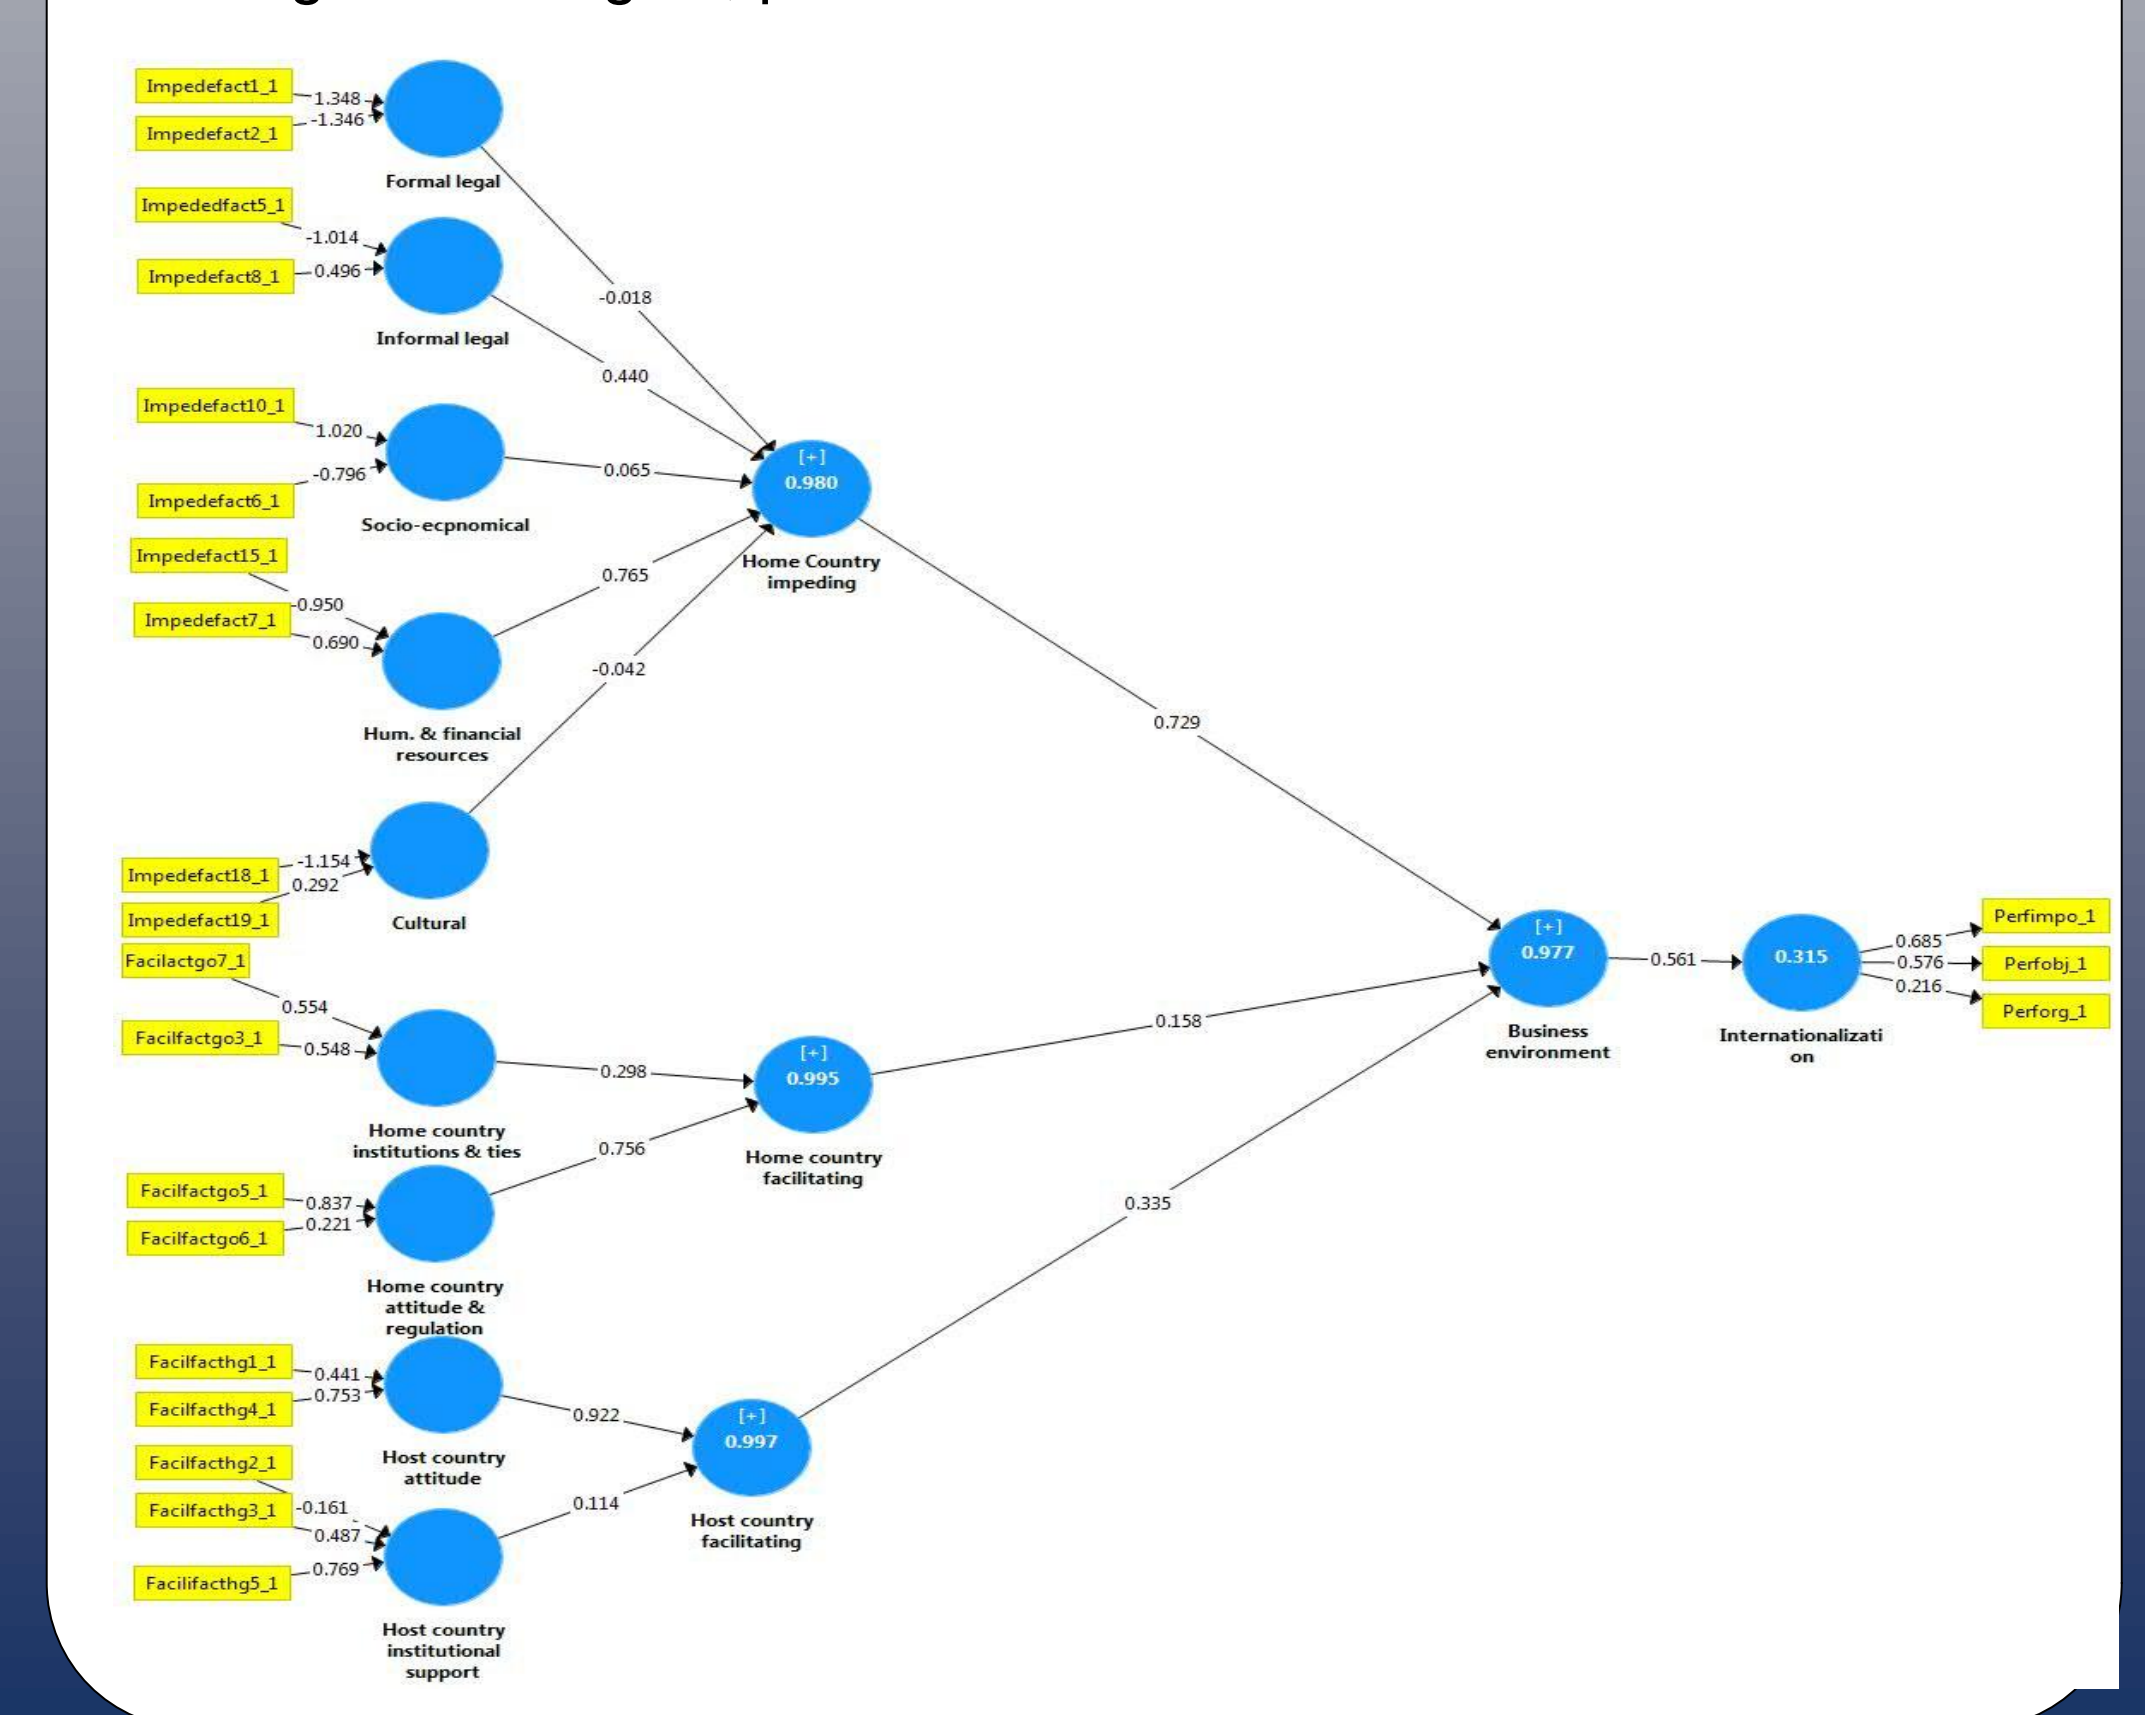 Impedefact1_1
1.348
-1.346
Impedefact2_1
Formal legal
Impededfact5_1
-1.014
0.496
Impedefact8_1
Informal legal
-0.018
0.440
Impedefact10_1
1.020
-0.796
Impedefact6_1
Socio-ecpnomical
0.065
[+]
0.980
Home Country
impeding
Impedefact15_1
-0.950
Impedefact7_1
0.690
Hum. & financial
resources
0.765
-0.042
0.729
Impedefact18_1
-1.154
0.292
Impedefact19_1
Cultural
Facilactgo7_1
0.554
Facilfactgo3_1
0.548
Home country
institutions & ties
0.298
[+]
0.995
Home country
facilitating
0.756
0.158
[+]
0.977
Business
environment
0.561
0.315
Internationalizati
on
0.685
0.576
0.216
Perfimpo_1
Perfobj_1
Perforg_1
Facilfactgo5_1
0.837
0.221
Facilfactgo6_1
Home country
attitude &
regulation
0.335
Facilfacthg1_1
0.441
0.753
Facilfacthg4_1
Host country
attitude
0.922
[+]
0.997
Host country
facilitating
Facilfacthg2_1
-0.161
Facilfacthg3_1
0.487
0.769
Facilifacthg5_1
0.114
Host country
institutional
support